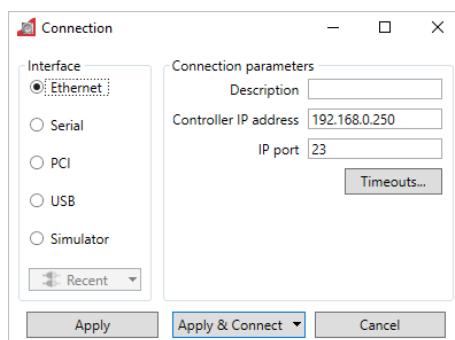 Connection
Interface
Ethernet
Serial
PCI
USB
Simulator
Recent
Connection parameters
Description
Controller IP address 192.168.0.250
IP port 23
Timeouts...
Apply
Apply & Connect
Cancel